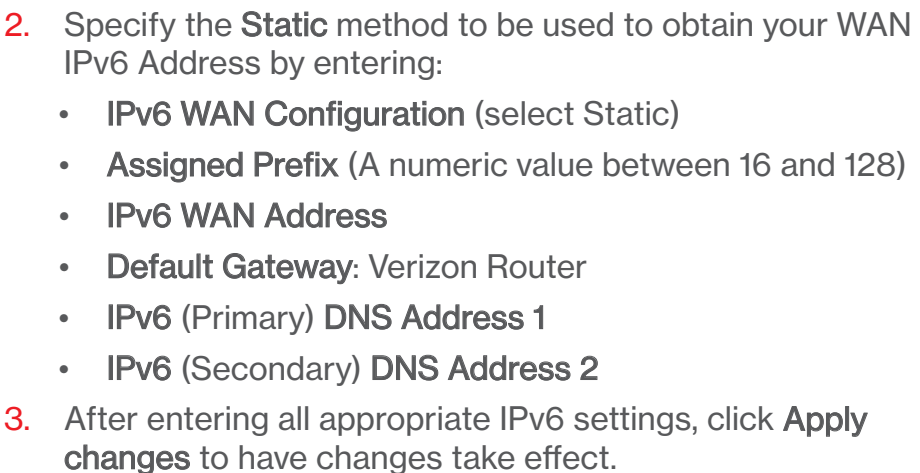 2. Specify the Static method to be used to obtain your WAN
IPv6 Address by entering:
• IPv6 WAN Configuration (select Static)
• Assigned Prefix (A numeric value between 16 and 128)
• IPv6 WAN Address
• Default Gateway: Verizon Router
• IPv6 (Primary) DNS Address 1
• IPv6 (Secondary) DNS Address 2
3. After entering all appropriate IPv6 settings, click Apply
changes to have changes take effect.